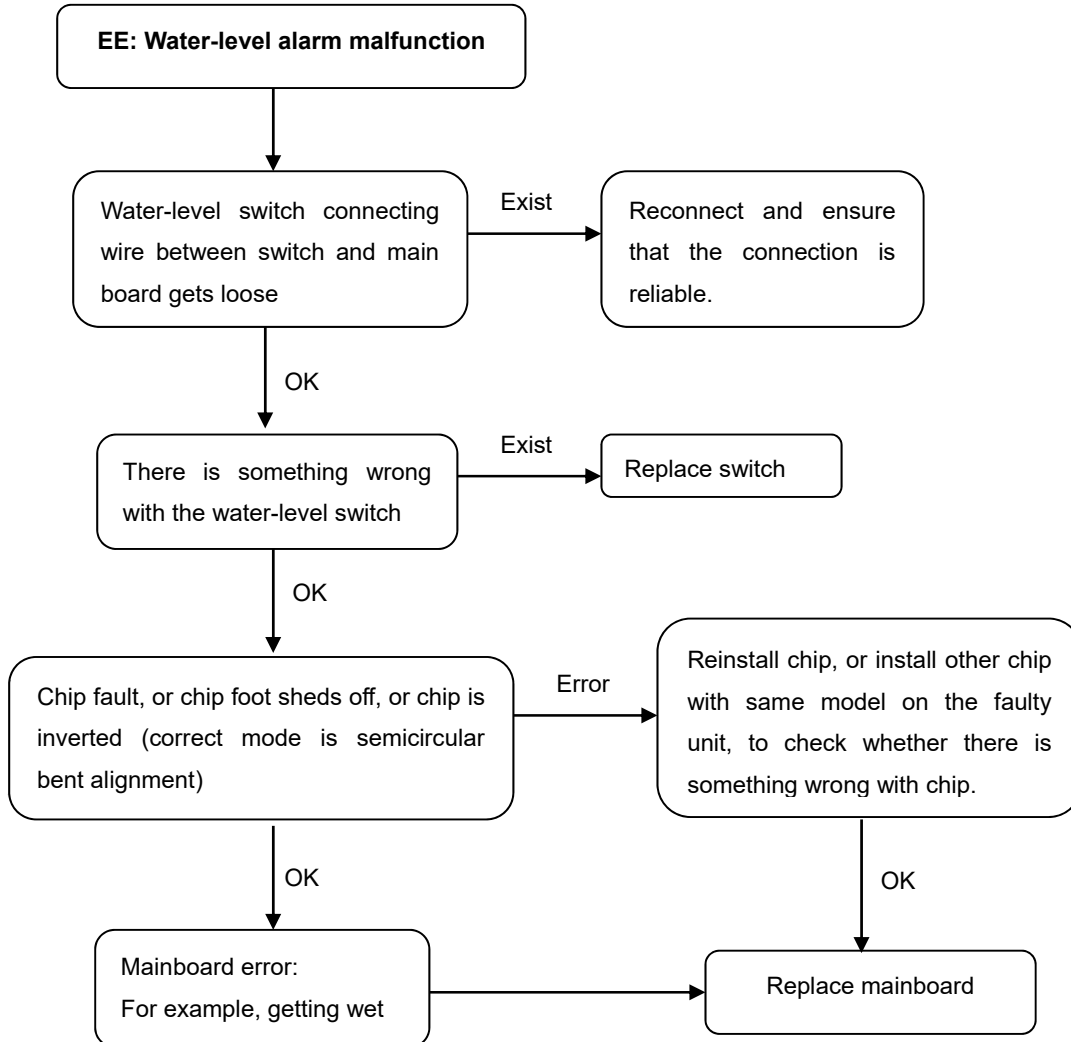 EE: Water-level alarm malfunction
Water-level switch connecting
wire between switch and main
board gets loose
Exist
Reconnect and ensure
that the connection is
reliable.
OK
There is something wrong
with the water-level switch
Exist
Replace switch
OK
Chip fault, or chip foot sheds off, or chip is
inverted (correct mode is semicircular
bent alignment)
Error
Reinstall chip, or install other chip
with same model on the faulty
unit, to check whether there is
something wrong with chip.
OK
OK
Mainboard error:
For example, getting wet
Replace mainboard